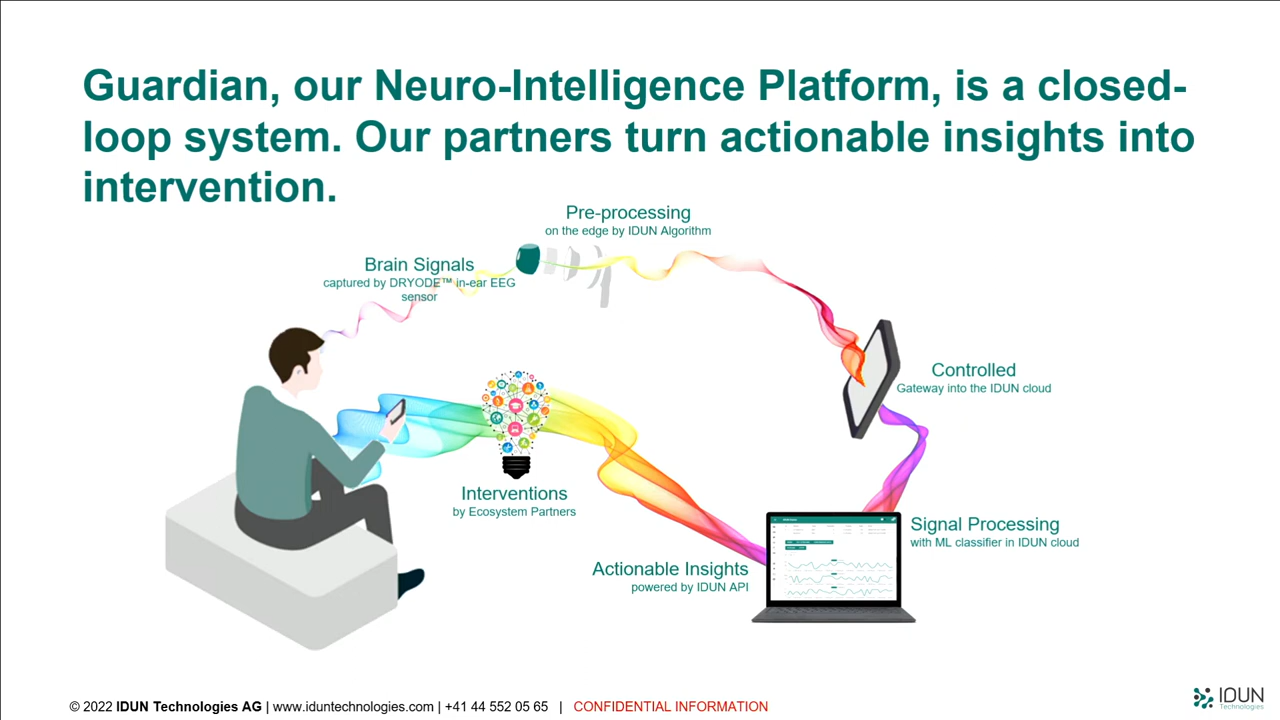 Guardian, our Neuro-Intelligence Platform, is a closed-
loop system. Our partners turn actionable insights into
intervention.
Pre-processing
on the edge by IDUN Algorithm
Brain Signals
captured by DRYODE™ in-ear EEG
sensor
Controlled
Gateway into the IDUN cloud
Interventions
by Ecosystem Partners
Signal Processing
with ML classifier in IDUN cloud
Actionable Insights
powered by IDUN API
© 2022 IDUN Technologies AG | www.iduntechnologies.com | +41 44 552 05 65 | CONFIDENTIAL INFORMATION
IDUN
Technologies